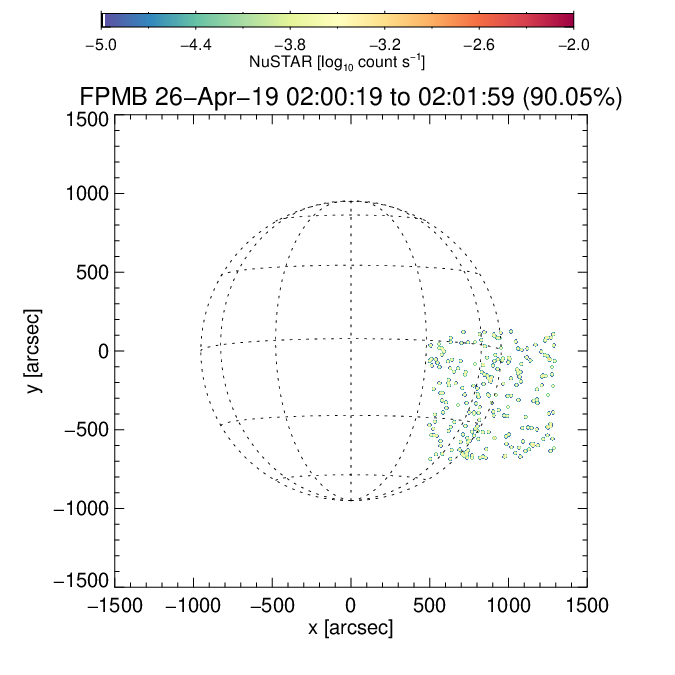 −5.0 −4.4 −3.8 −3.2 −2.6 −2.0
NuSTAR [log₁₀ count s⁻¹]
FPMB 26−Apr−19 02:00:19 to 02:01:59 (90.05%)
1500
1000
500
0
−500
−1000
−1500
y [arcsec]
−1500 −1000 −500 0 500 1000 1500
x [arcsec]